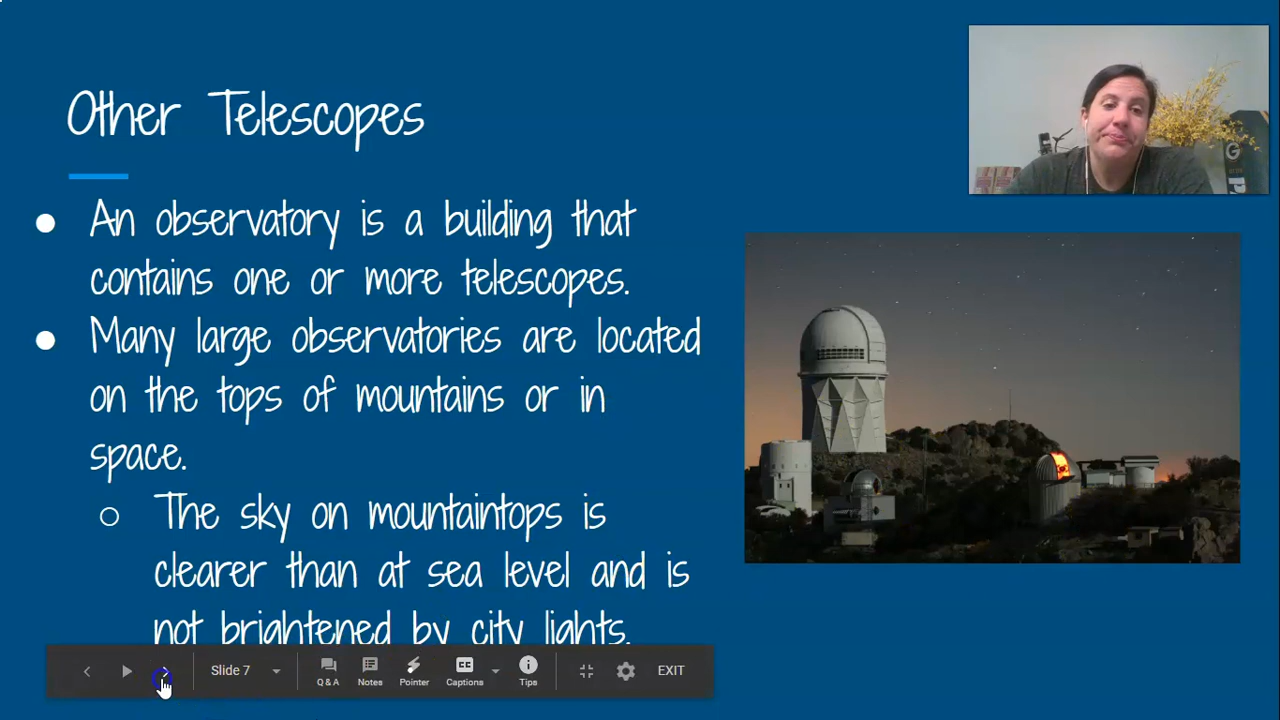 Other Telescopes
● An observatory is a building that
contains one or more telescopes.
● Many large observatories are located
on the tops of mountains or in
space.
○ The sky on mountaintops is
clearer than at sea level and is
not brightened by city lights.
Slide 7
Q & A
Notes
Pointer
CC
Captions
Tips
EXIT
G